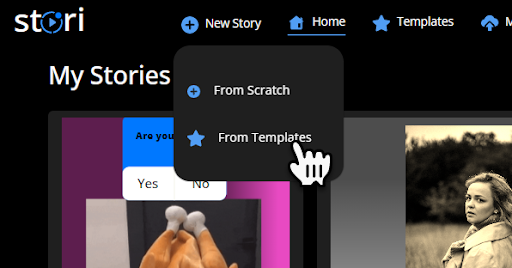 stori
New Story
Home
Templates
M
My Stories
From Scratch
From Templates
Are you
Yes
No